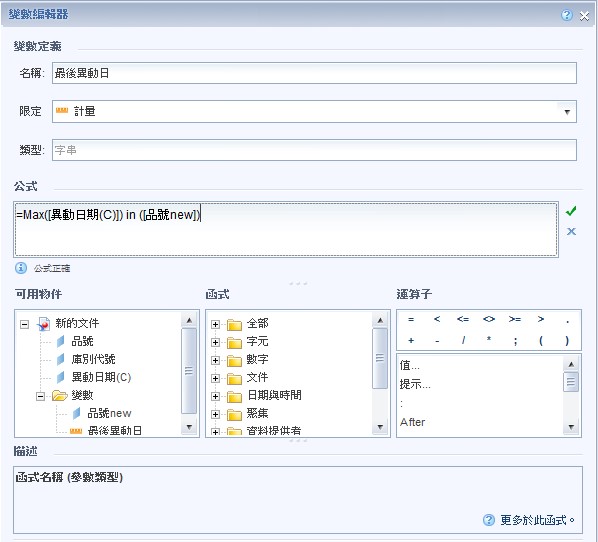 變數編輯器
變數定義
名稱: 最後異動日
限定 計量
類型: 字串
公式
=Max([異動日期(C)]) in ([品號new])
公式正確
可用物件
新的文件
品號
庫別代號
異動日期(C)
變數
品號new
最後異動日
函式
全部
字元
數字
文件
日期與時間
聚集
資料提供者
運算子
= < <= <> >= > .
+ - / * ; ( )
值...
提示...
:
After
描述
函式名稱 (參數類型)
更多於此函式。